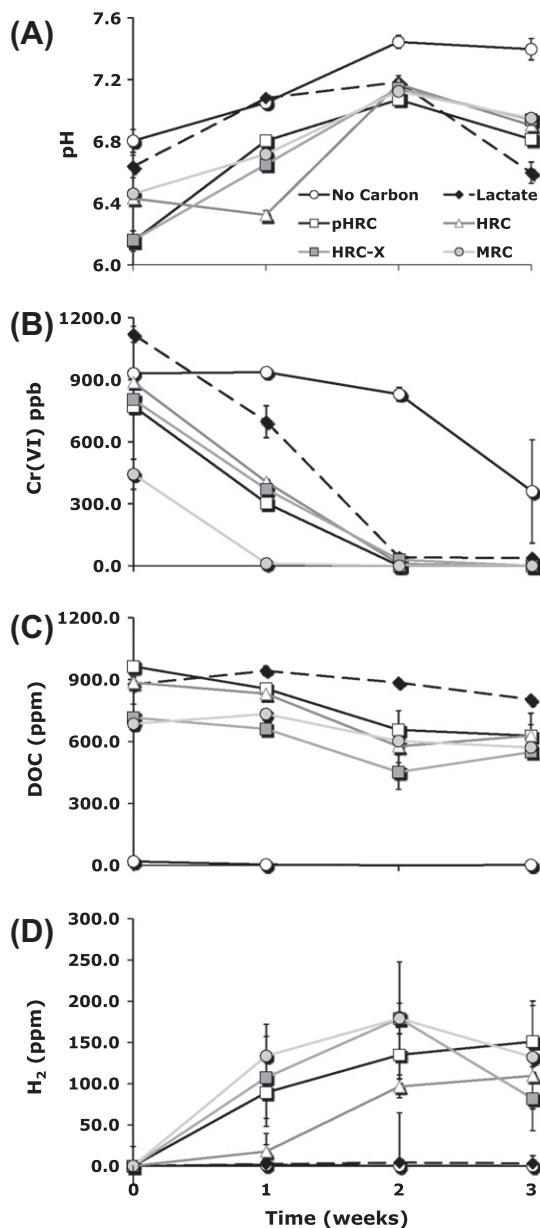 (A)
7.6
7.2
6.8
6.4
6.0
pH
No Carbon
Lactate
pHRC
HRC
HRC-X
MRC
(B)
1200.0
900.0
600.0
300.0
0.0
Cr(VI) ppb
(C)
1200.0
900.0
600.0
300.0
0.0
DOC (ppm)
(D)
300.0
250.0
200.0
150.0
100.0
50.0
0.0
H2 (ppm)
0 1 2 3
Time (weeks)